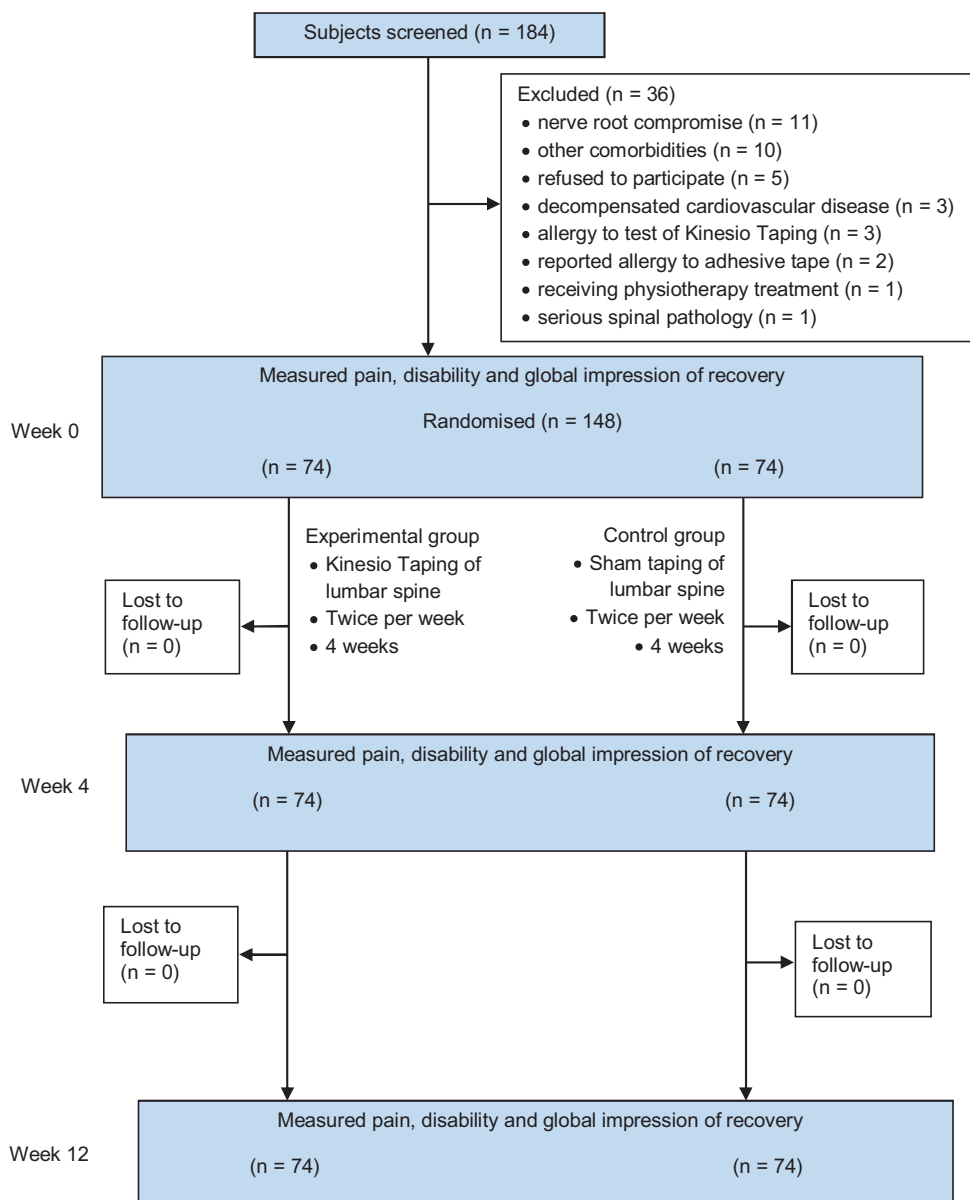 Subjects screened (n = 184)
Excluded (n = 36)
• nerve root compromise (n = 11)
• other comorbidities (n = 10)
• refused to participate (n = 5)
• decompensated cardiovascular disease (n = 3)
• allergy to test of Kinesio Taping (n = 3)
• reported allergy to adhesive tape (n = 2)
• receiving physiotherapy treatment (n = 1)
• serious spinal pathology (n = 1)
Measured pain, disability and global impression of recovery
Week 0
Randomised (n = 148)
(n = 74)
(n = 74)
Experimental group
• Kinesio Taping of
lumbar spine
• Twice per week
• 4 weeks
Control group
• Sham taping of
lumbar spine
• Twice per week
• 4 weeks
Lost to
follow-up
(n = 0)
Lost to
follow-up
(n = 0)
Measured pain, disability and global impression of recovery
Week 4
(n = 74)
(n = 74)
Lost to
follow-up
(n = 0)
Lost to
follow-up
(n = 0)
Measured pain, disability and global impression of recovery
Week 12
(n = 74)
(n = 74)